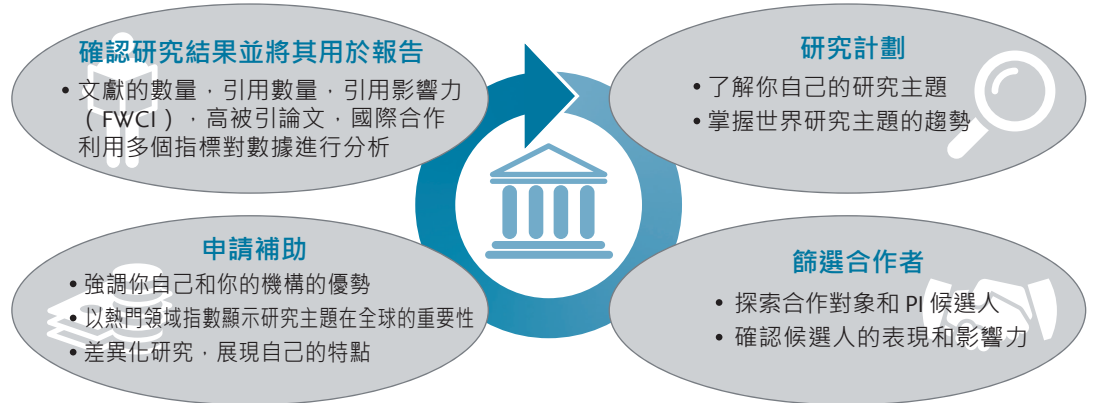 確認研究結果並將其用於報告
• 文獻的數量，引用數量，引用影響力
（FWCI），高被引論文，國際合作
利用多個指標對數據進行分析
研究計劃
• 了解你自己的研究主題
• 掌握世界研究主題的趨勢
申請補助
• 強調你自己和你的機構的優勢
• 以熱門領域指數顯示研究主題在全球的重要性
• 差異化研究，展現自己的特點
篩選合作者
• 探索合作對象和 PI 候選人
• 確認候選人的表現和影響力